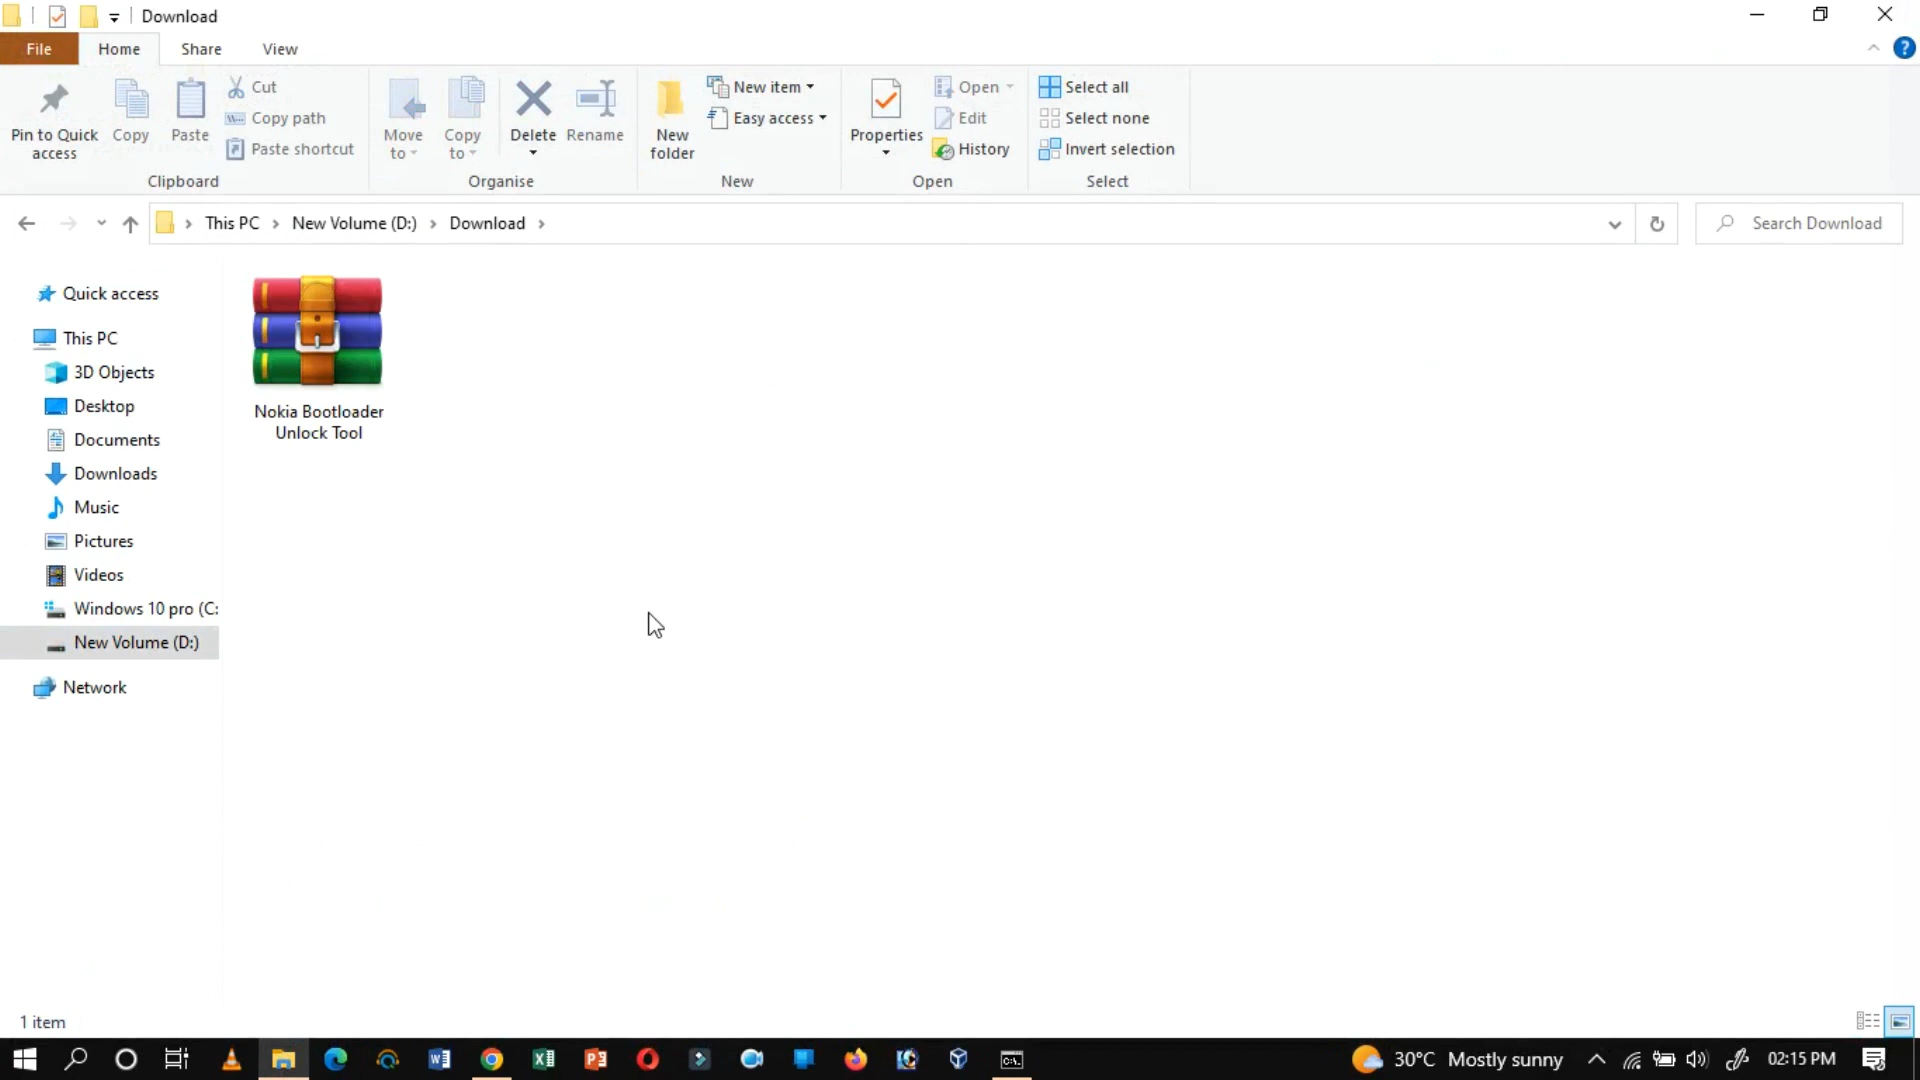 Download
File Home Share View
Pin to Quick access
Copy
Paste
Cut
Copy path
Paste shortcut
Clipboard
Move to
Copy to
Delete
Rename
Organise
New folder
New item
Easy access
New
Properties
Open
Edit
History
Open
Select all
Select none
Invert selection
Select
This PC > New Volume (D:) > Download >
Search Download
Quick access
This PC
3D Objects
Desktop
Documents
Downloads
Music
Pictures
Videos
Windows 10 pro (C:
New Volume (D:)
Network
Nokia Bootloader
Unlock Tool
1 item
30°C Mostly sunny
02:15 PM